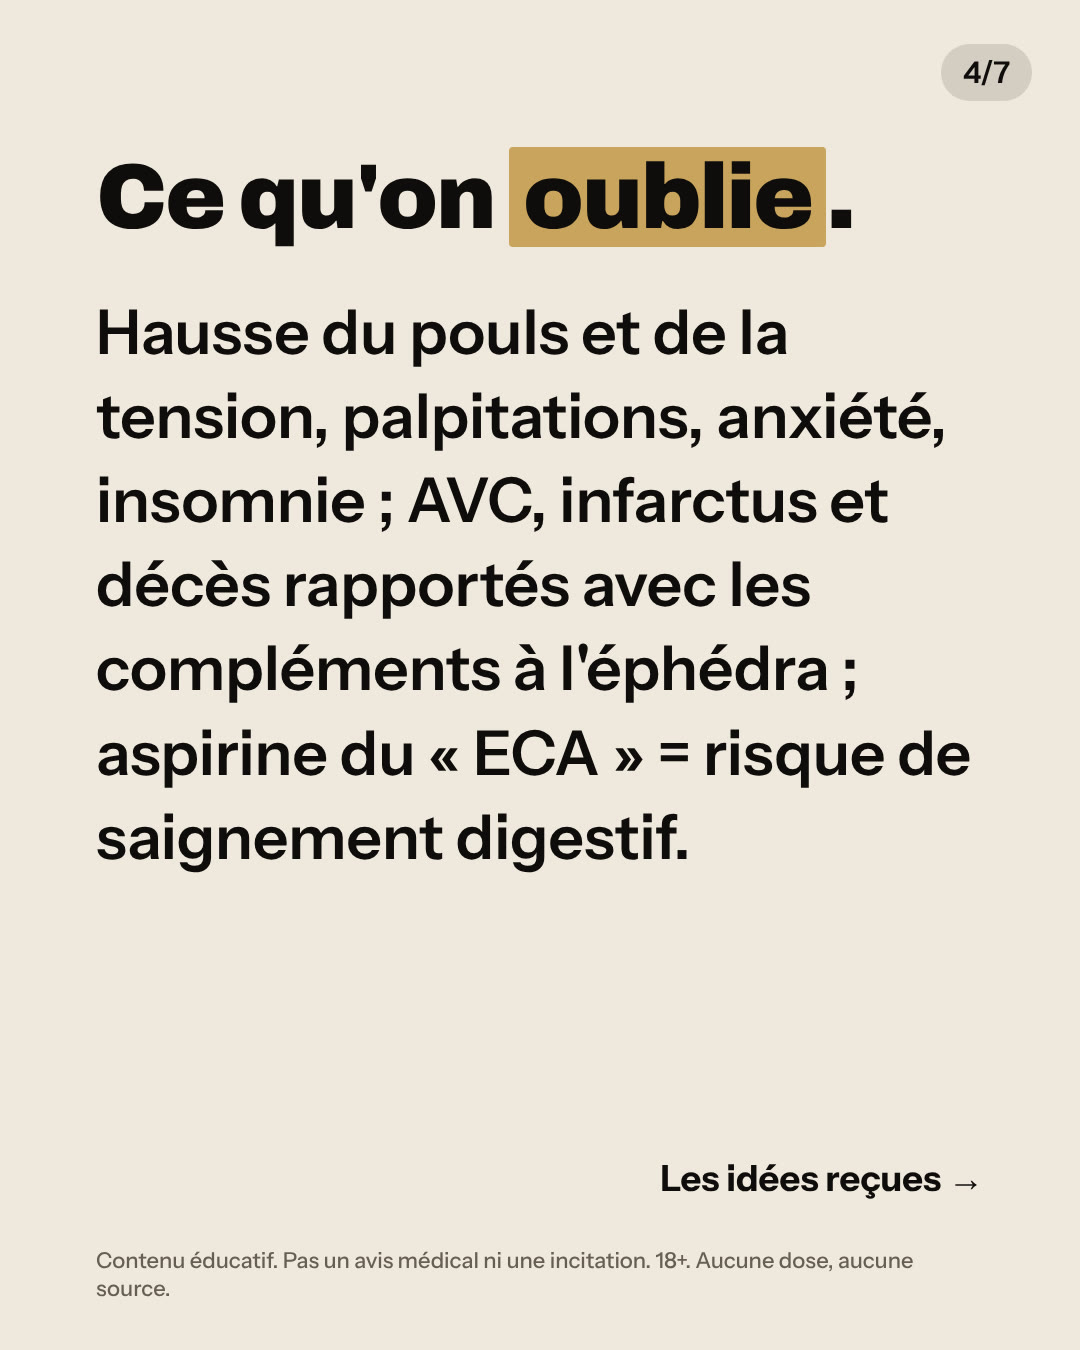 4/7
Ce qu'on oublie.
Hausse du pouls et de la
tension, palpitations, anxiété,
insomnie ; AVC, infarctus et
décès rapportés avec les
compléments à l'éphédra ;
aspirine du « ECA » = risque de
saignement digestif.
Les idées reçues →
Contenu éducatif. Pas un avis médical ni une incitation. 18+. Aucune dose, aucune
source.